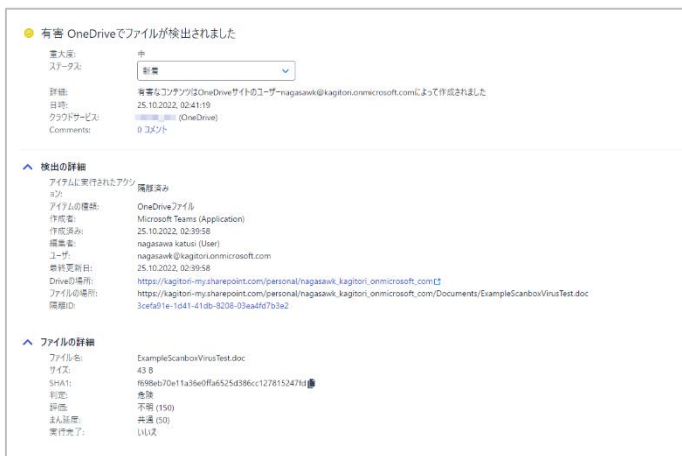 有害 OneDriveでファイルが検出されました
重大度: 中
ステータス: 新着
詳細: 有害なコンテンツはOneDriveサイトのユーザーnagasawk@kagitori.onmicrosoft.comによって作成されました
日時: 25.10.2022, 02:41:19
クラウドサービス: (OneDrive)
Comments: 0 コメント
検出の詳細
アイテムに実行されたアクション: 隔離済み
アイテムの種類: OneDriveファイル
作成者: Microsoft Teams (Application)
作成済み: 25.10.2022, 02:39:58
編集者: nagasawa katusi (User)
ユーザ: nagasawk@kagitori.onmicrosoft.com
最終更新日: 25.10.2022, 02:39:58
Driveの場所: https://kagitori-my.sharepoint.com/personal/nagasawk_kagitori_onmicrosoft_com
ファイルの場所: https://kagitori-my.sharepoint.com/personal/nagasawk_kagitori_onmicrosoft_com/Documents/ExampleScanboxVirusTest.doc
隔離ID: 3cefa91e-1d41-41db-8208-03ea4fd7b3e2
ファイルの詳細
ファイル名: ExampleScanboxVirusTest.doc
サイズ: 43 B
SHA1: f698eb70e11a36e0ffa6525d386cc127815247fd
判定: 危険
評価: 不明 (150)
まん延度: 共通 (50)
実行完了: いいえ